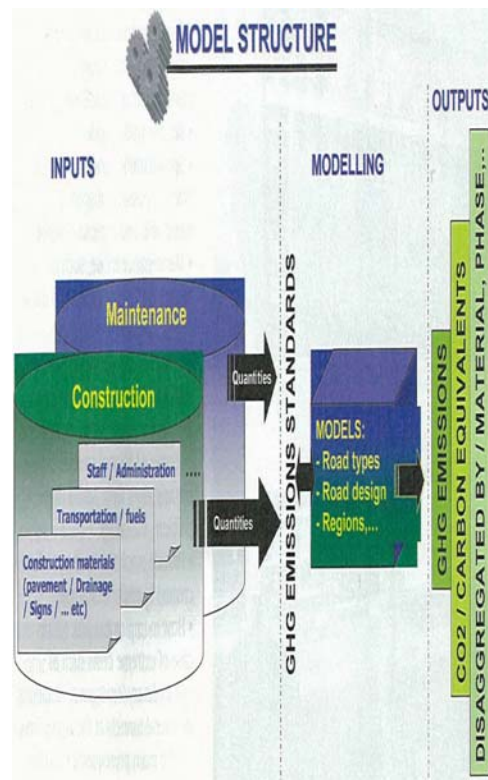 MODEL STRUCTURE
INPUTS
MODELLING
OUTPUTS
Maintenance
Construction
Staff / Administration ....
Transportation / fuels
Construction materials
(pavement / Drainage
/ Signs / ... etc)
Quantities
Quantities
GHG EMISSIONS STANDARDS
MODELS:
- Road types
- Road design
- Regions,...
GHG EMISSIONS
CO2 / CARBON EQUIVALENTS
DISAGGREGATED BY / MATERIAL, PHASE,..